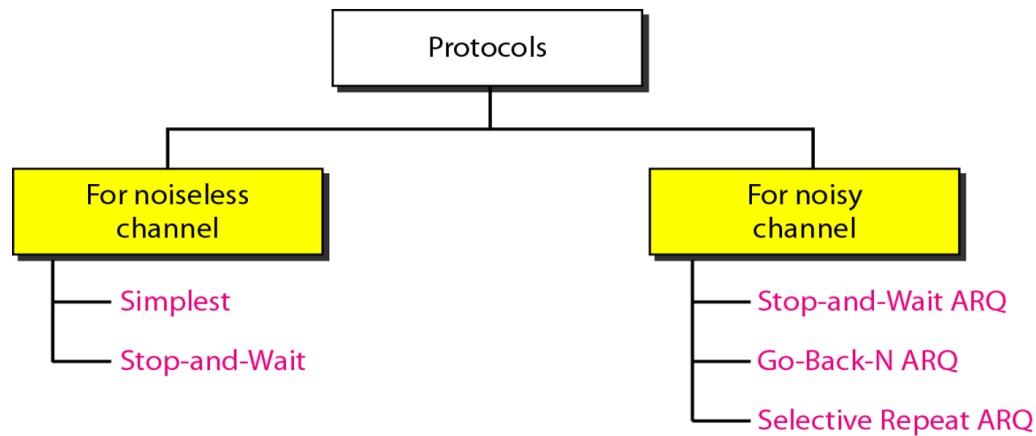 Protocols
For noiseless
channel
For noisy
channel
Simplest
Stop-and-Wait
Stop-and-Wait ARQ
Go-Back-N ARQ
Selective Repeat ARQ